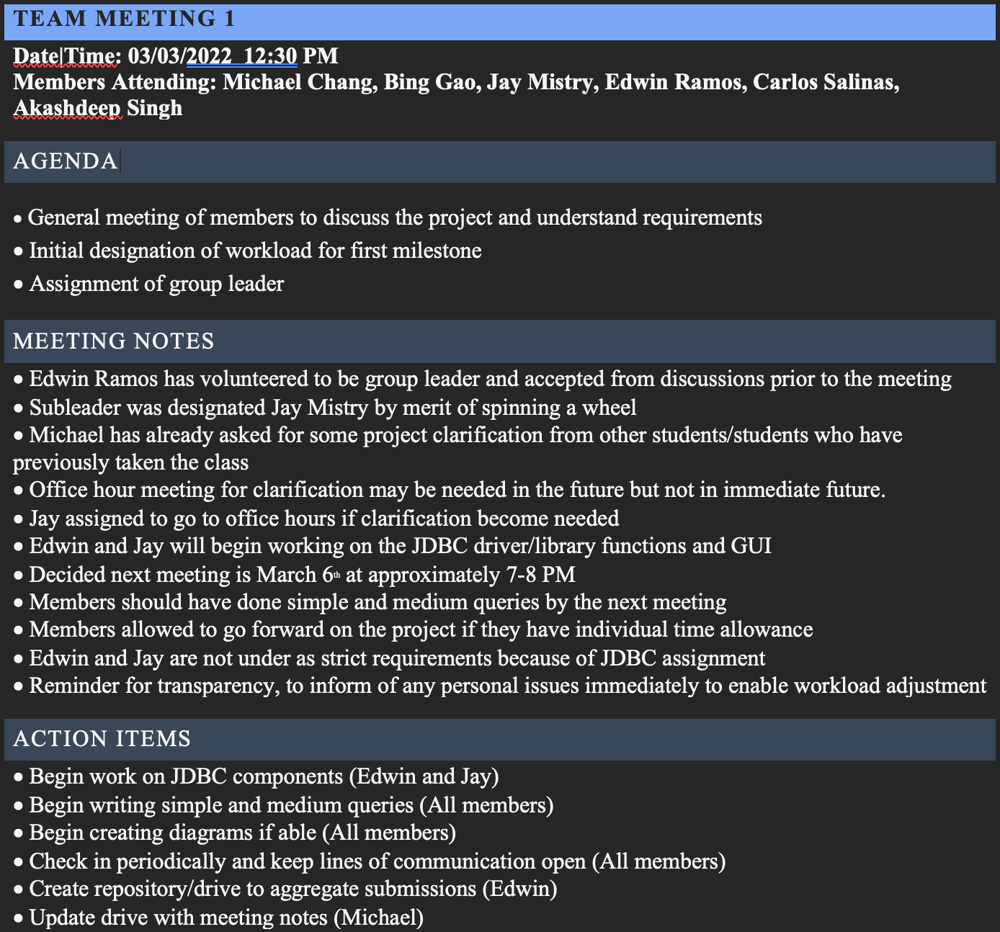 TEAM MEETING 1
Date|Time: 03/03/2022  12:30 PM
Members Attending: Michael Chang, Bing Gao, Jay Mistry, Edwin Ramos, Carlos Salinas,
Akashdeep Singh
AGENDA
• General meeting of members to discuss the project and understand requirements
• Initial designation of workload for first milestone
• Assignment of group leader
MEETING NOTES
• Edwin Ramos has volunteered to be group leader and accepted from discussions prior to the meeting
• Subleader was designated Jay Mistry by merit of spinning a wheel
• Michael has already asked for some project clarification from other students/students who have
previously taken the class
• Office hour meeting for clarification may be needed in the future but not in immediate future.
• Jay assigned to go to office hours if clarification become needed
• Edwin and Jay will begin working on the JDBC driver/library functions and GUI
• Decided next meeting is March 6th at approximately 7-8 PM
• Members should have done simple and medium queries by the next meeting
• Members allowed to go forward on the project if they have individual time allowance
• Edwin and Jay are not under as strict requirements because of JDBC assignment
• Reminder for transparency, to inform of any personal issues immediately to enable workload adjustment
ACTION ITEMS
• Begin work on JDBC components (Edwin and Jay)
• Begin writing simple and medium queries (All members)
• Begin creating diagrams if able (All members)
• Check in periodically and keep lines of communication open (All members)
• Create repository/drive to aggregate submissions (Edwin)
• Update drive with meeting notes (Michael)